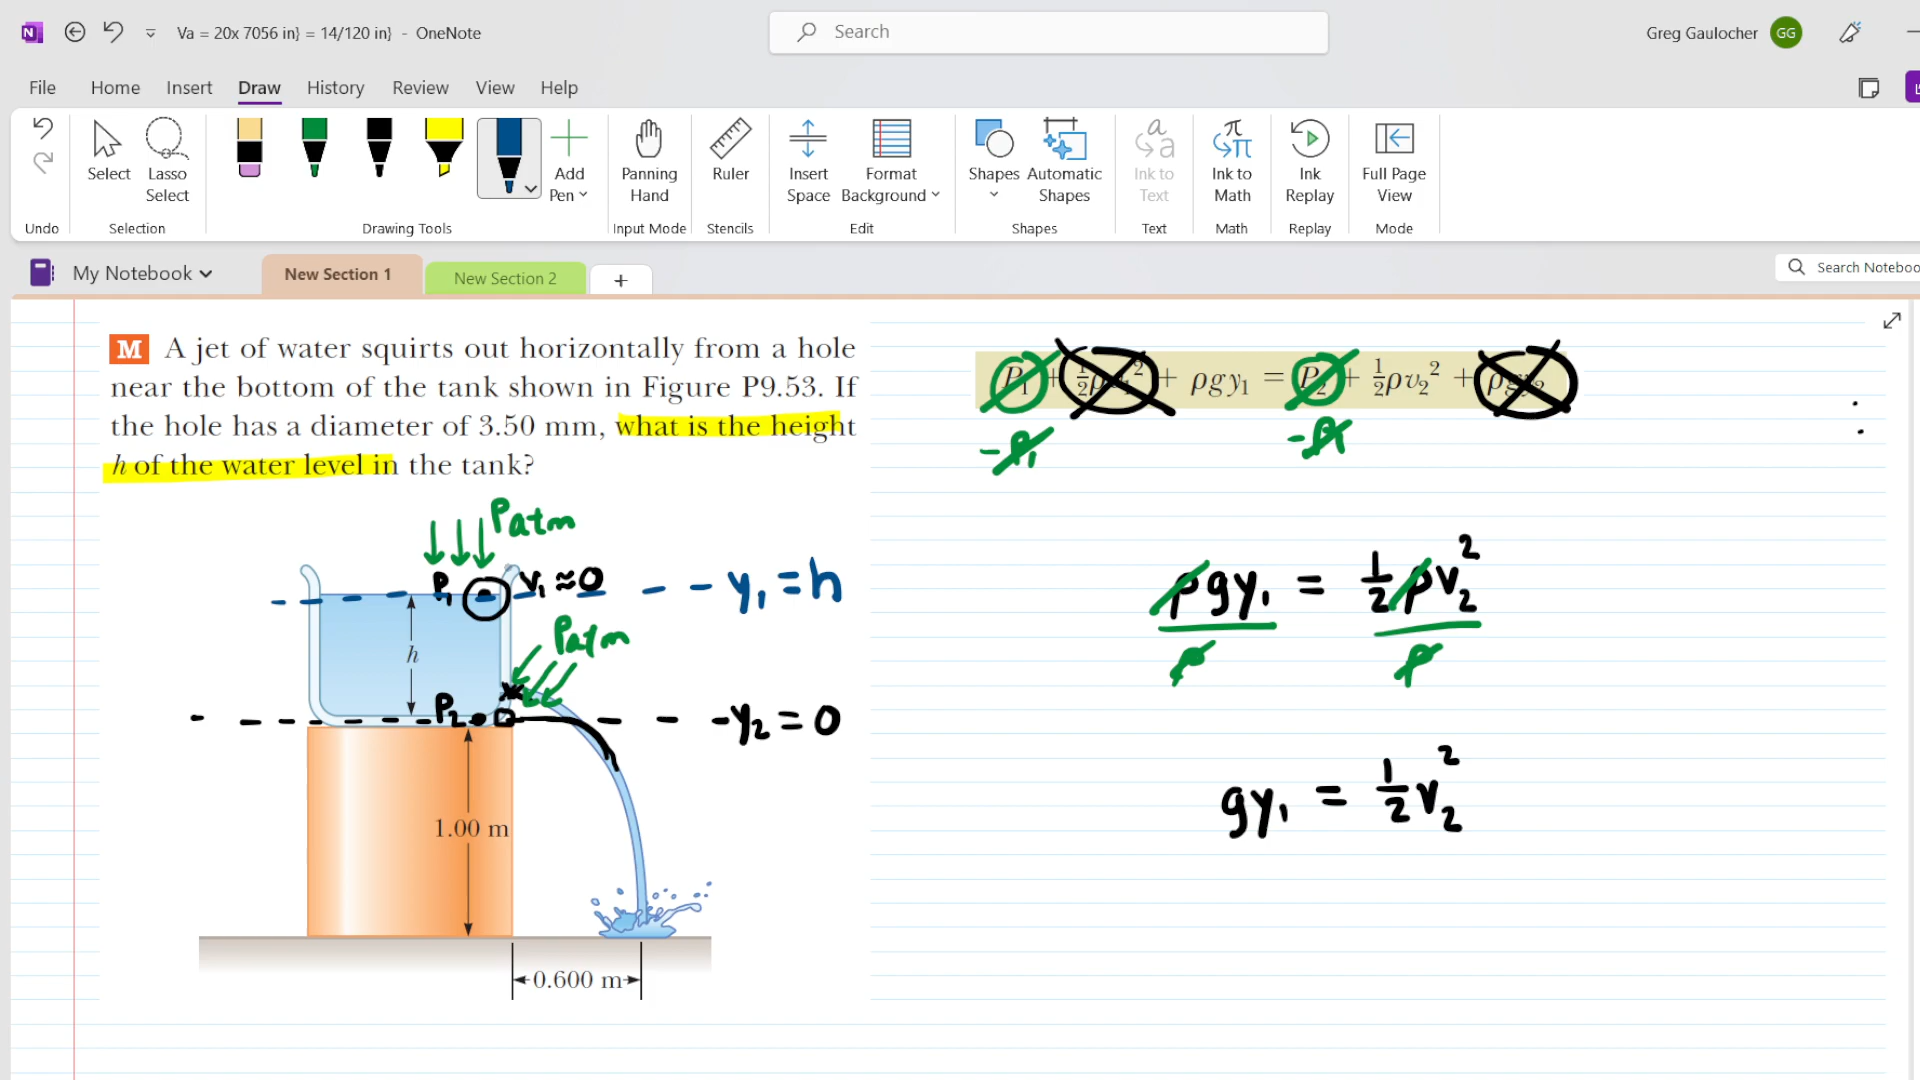 Va = 20x 7056 in} = 14/120 in} - OneNote
Search
Greg Gaulocher
GG
File Home Insert Draw History Review View Help
Select
Lasso Select
Add Pen
Panning Hand
Ruler
Insert Space
Format Background
Shapes
Automatic Shapes
Ink to Text
Ink to Math
Ink Replay
Full Page View
Undo Selection Drawing Tools Input Mode Stencils Edit Shapes Text Math Replay Mode
My Notebook
New Section 1
New Section 2
+
Search Noteboo
M A jet of water squirts out horizontally from a hole
near the bottom of the tank shown in Figure P9.53. If
the hole has a diameter of 3.50 mm, what is the height
h of the water level in the tank?
P₁ + ½ρv₁² + ρgy₁ = P₂ + ½ρv₂² + ρgy₂
-P₁ -P₁
Patm
P₁ v₁≈0 - - y₁ = h
Patm
h
P₂ - y₂ = 0
1.00 m
0.600 m
ρgy₁ = ½ρv₂²
ρ ρ
gy₁ = ½v₂²